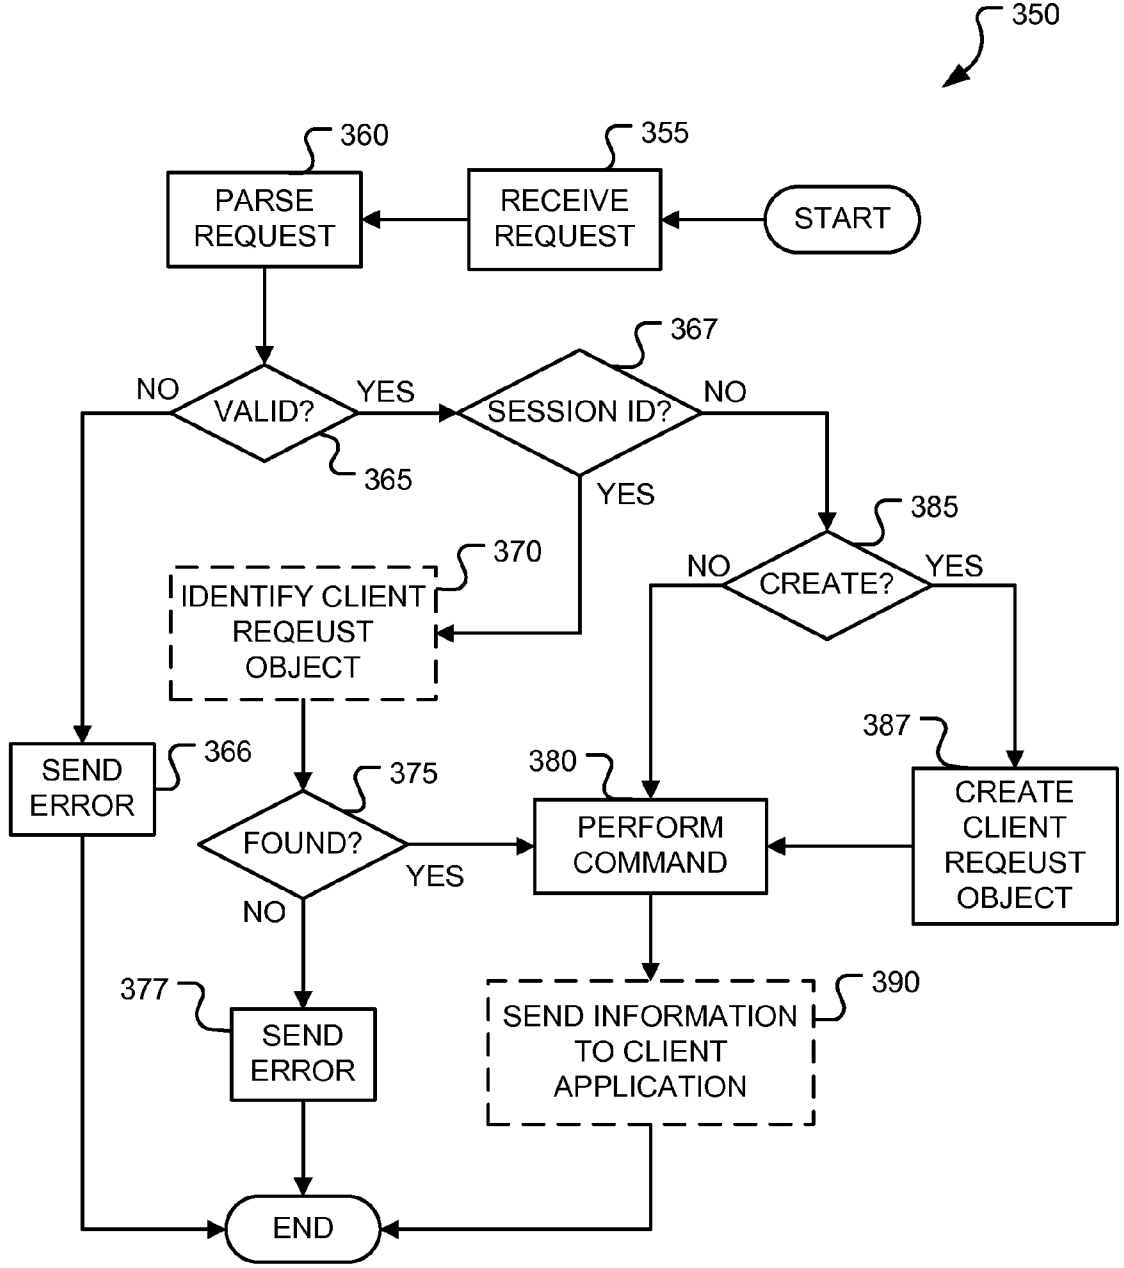 350
360
355
PARSE
REQUEST
RECEIVE
REQUEST
START
367
NO
VALID?
YES
SESSION ID?
NO
365
YES
385
370
IDENTIFY CLIENT
REQEUST
OBJECT
NO
CREATE?
YES
366
SEND
ERROR
375
380
387
FOUND?
YES
PERFORM
COMMAND
CREATE
CLIENT
REQEUST
OBJECT
NO
377
SEND
ERROR
390
SEND INFORMATION
TO CLIENT
APPLICATION
END